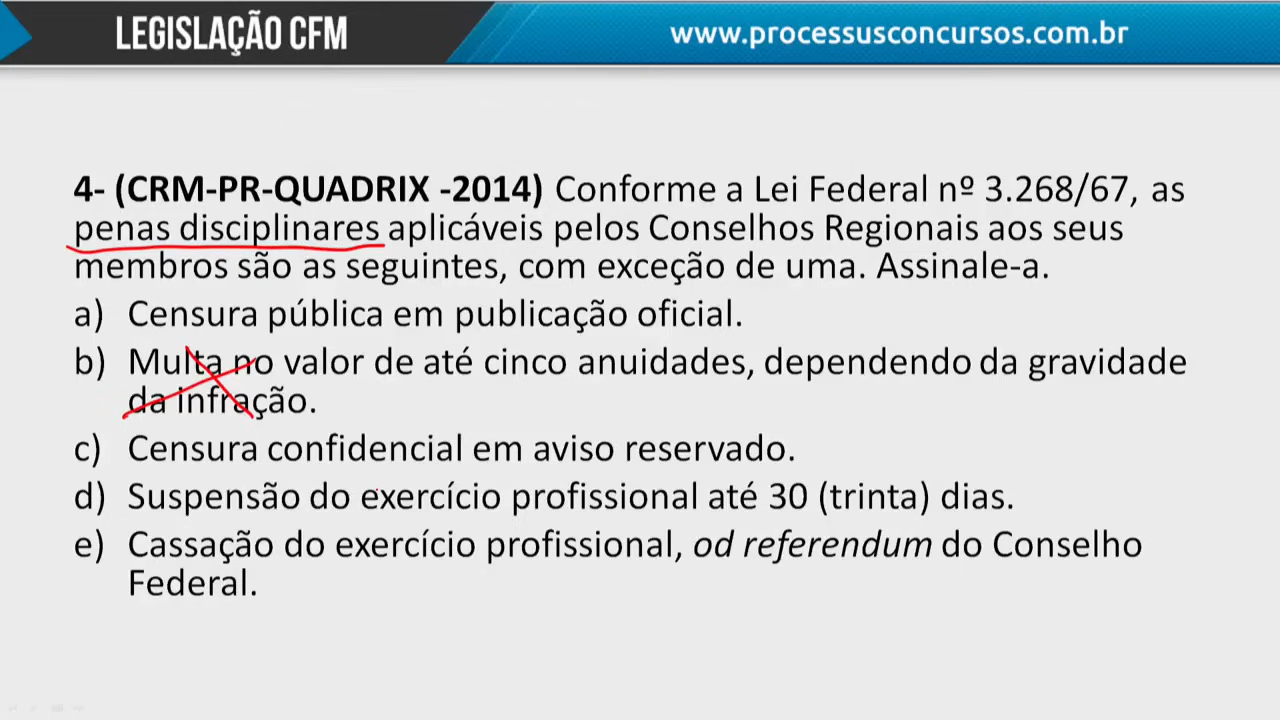 LEGISLAÇÃO CFM
www.processusconcursos.com.br
4- (CRM-PR-QUADRIX -2014) Conforme a Lei Federal nº 3.268/67, as
penas disciplinares aplicáveis pelos Conselhos Regionais aos seus
membros são as seguintes, com exceção de uma. Assinale-a.
a) Censura pública em publicação oficial.
b) Multa no valor de até cinco anuidades, dependendo da gravidade
da infração.
c) Censura confidencial em aviso reservado.
d) Suspensão do exercício profissional até 30 (trinta) dias.
e) Cassação do exercício profissional, od referendum do Conselho
Federal.